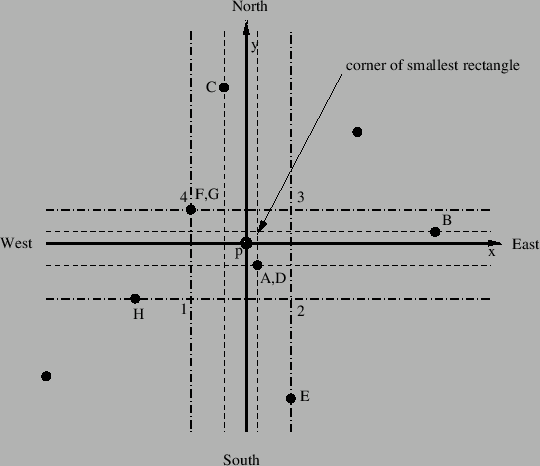 North
y
corner of smallest rectangle
C
4 F,G 3
B
West East
p x
A,D
H 1 2
E
South